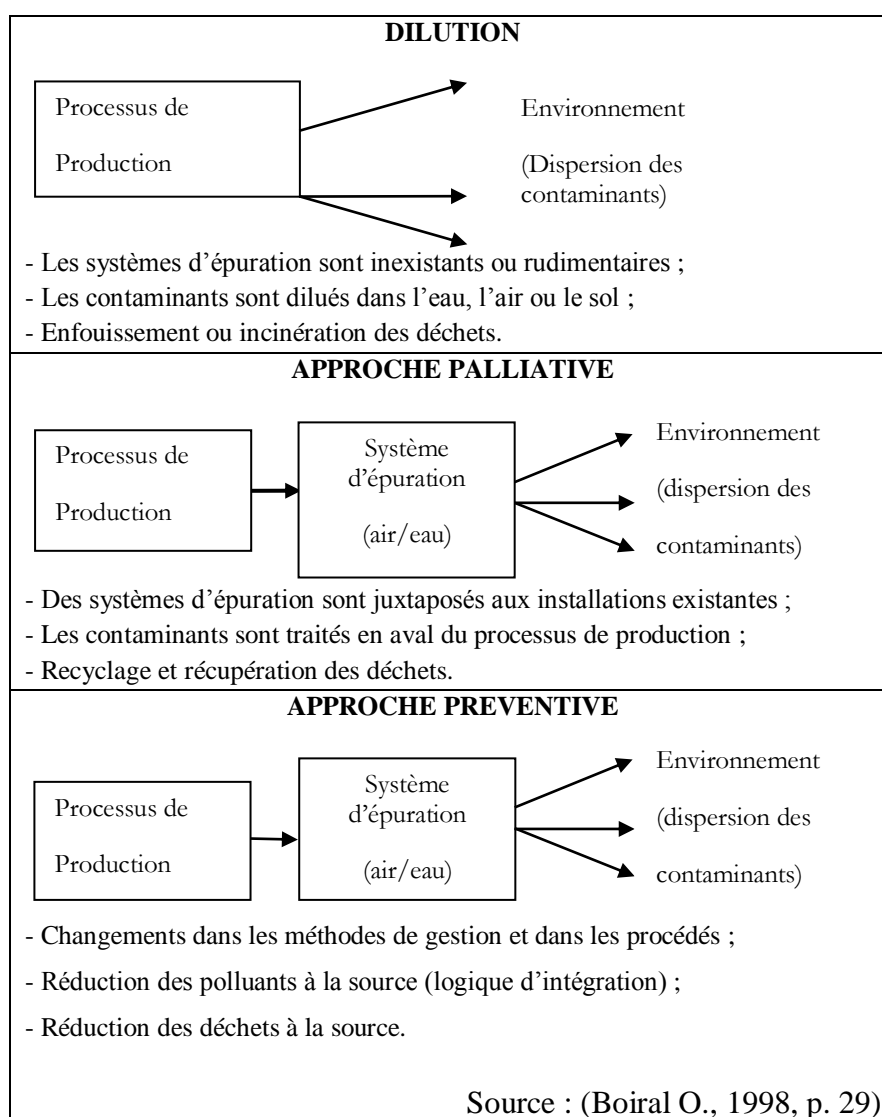 DILUTION
Processus de
Production
Environnement
(Dispersion des
contaminants)
- Les systèmes d’épuration sont inexistants ou rudimentaires ;
- Les contaminants sont dilués dans l’eau, l’air ou le sol ;
- Enfouissement ou incinération des déchets.
APPROCHE PALLIATIVE
Processus de
Production
Système
d’épuration
(air/eau)
Environnement
(dispersion des
contaminants)
- Des systèmes d’épuration sont juxtaposés aux installations existantes ;
- Les contaminants sont traités en aval du processus de production ;
- Recyclage et récupération des déchets.
APPROCHE PREVENTIVE
Processus de
Production
Système
d’épuration
(air/eau)
Environnement
(dispersion des
contaminants)
- Changements dans les méthodes de gestion et dans les procédés ;
- Réduction des polluants à la source (logique d’intégration) ;
- Réduction des déchets à la source.
Source : (Boiral O., 1998, p. 29)